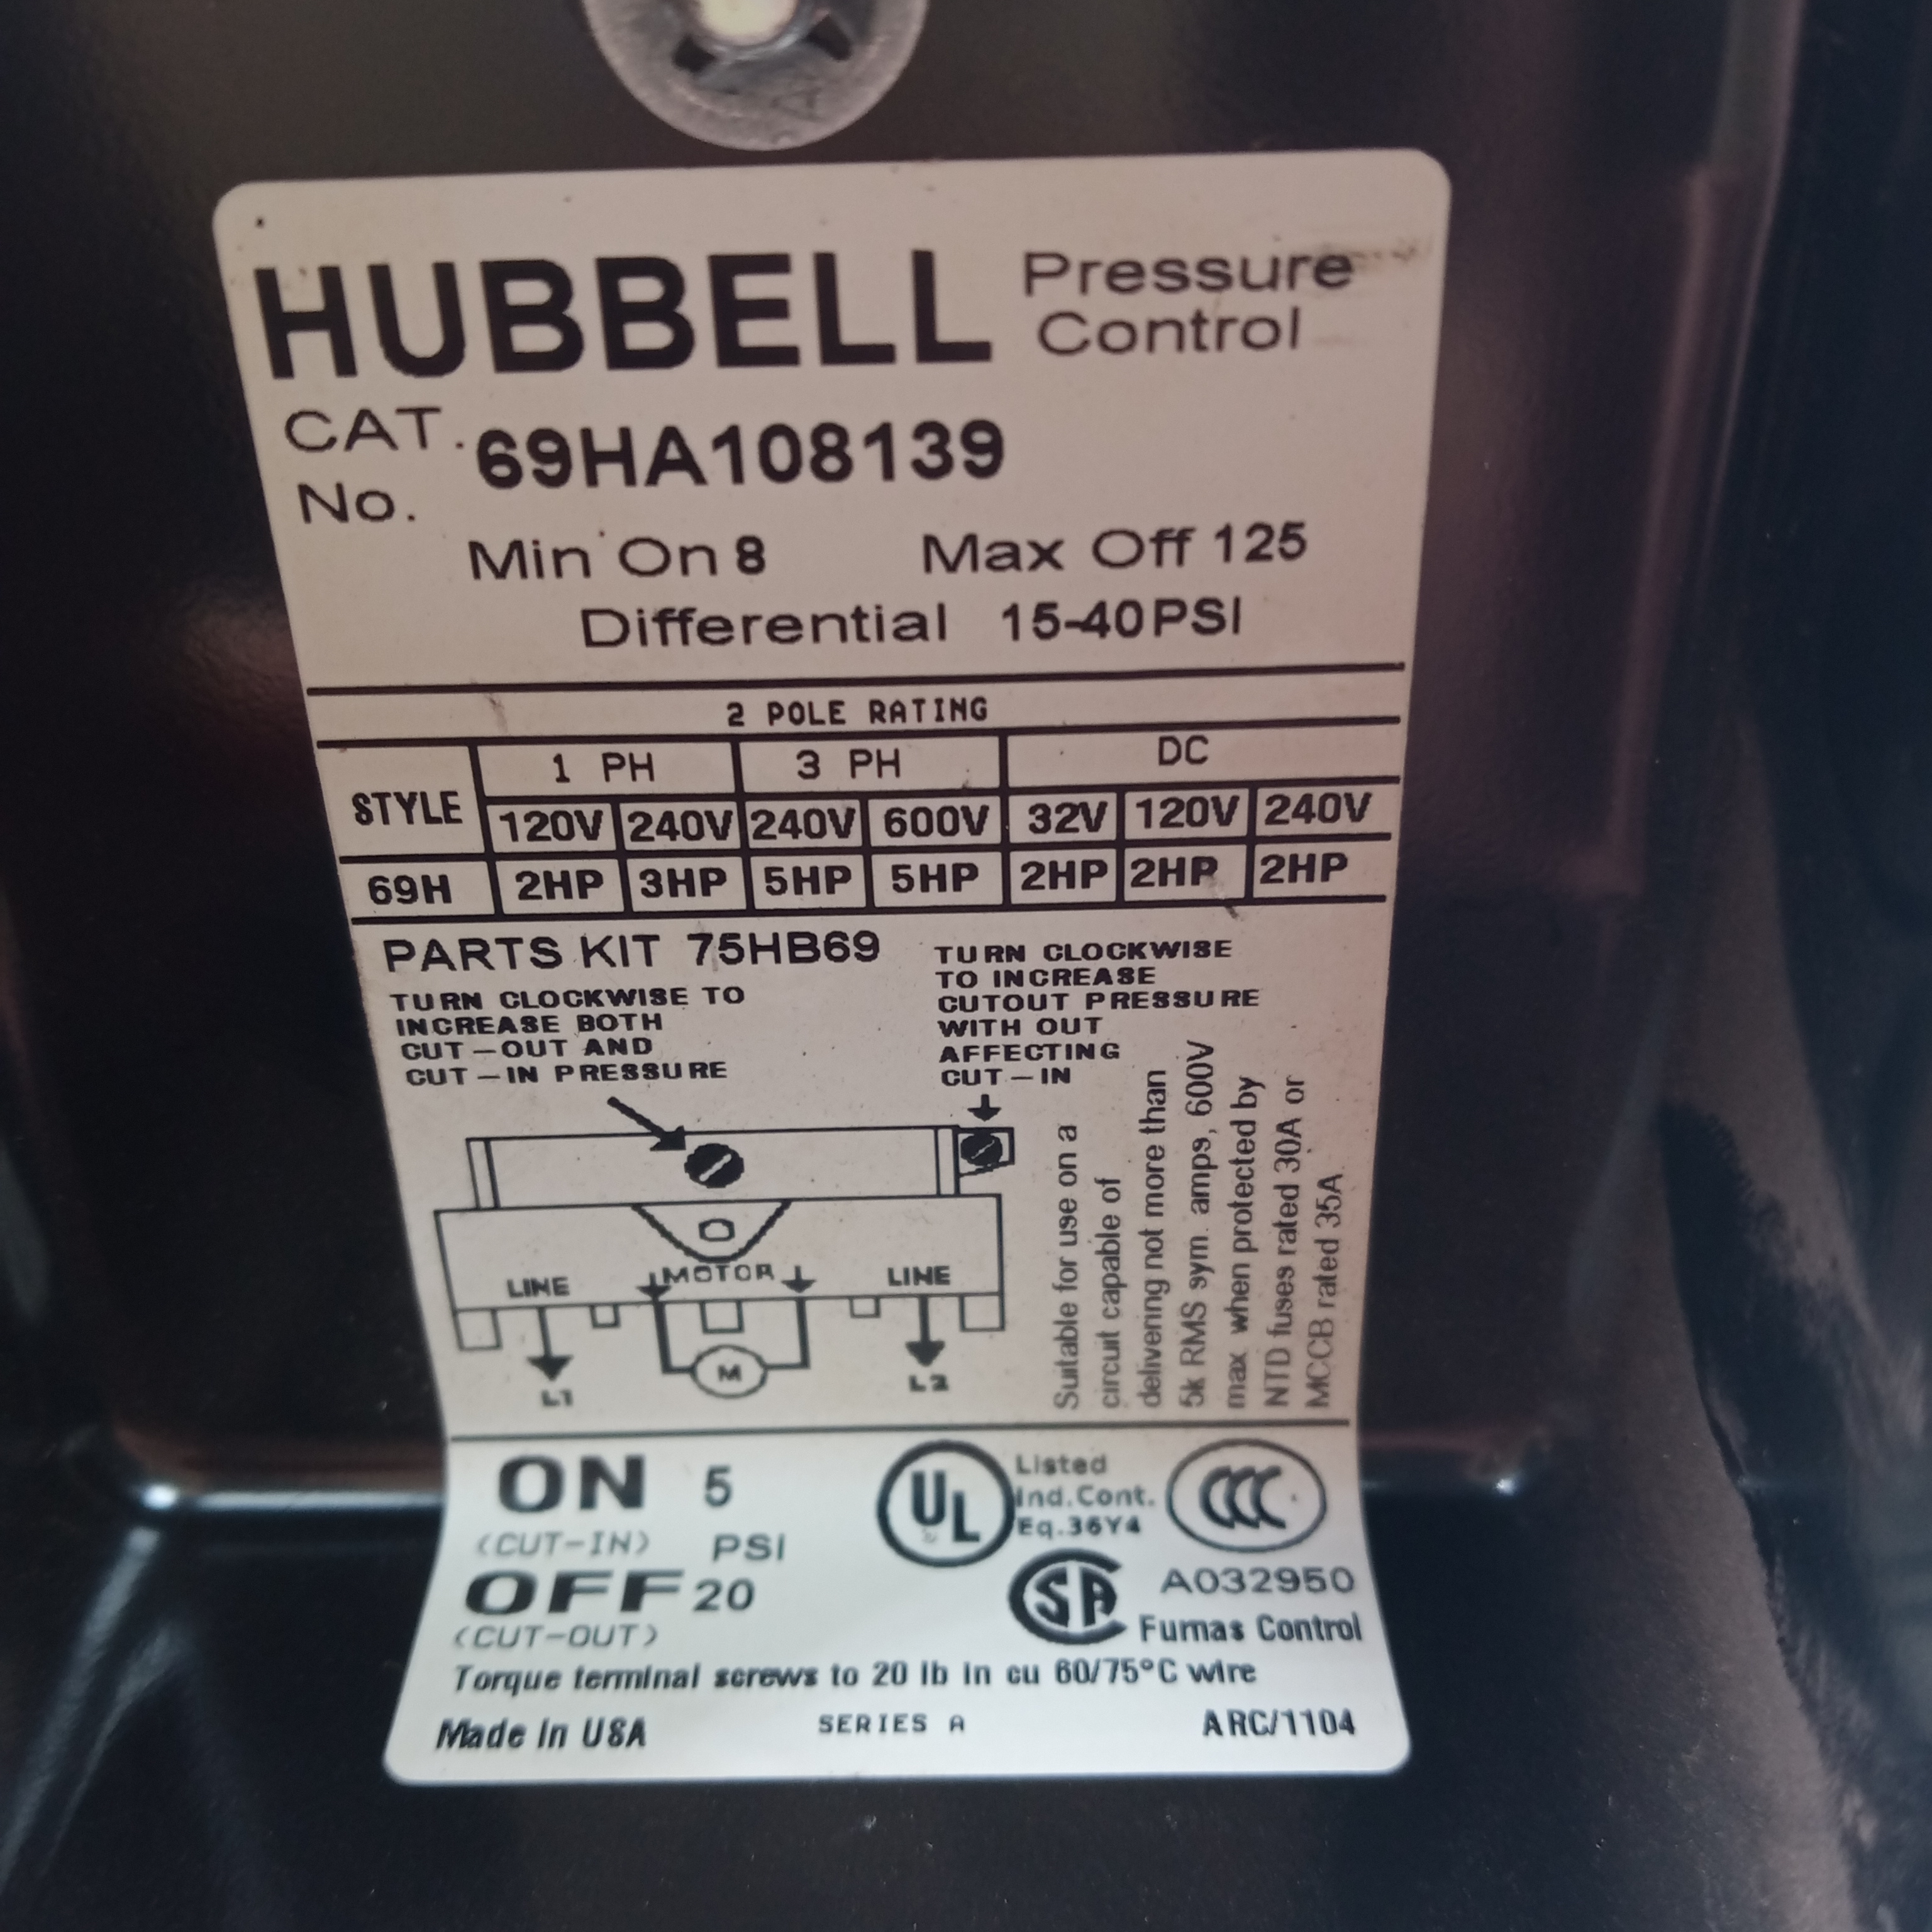 HUBBELL Pressure
Control
CAT.
No. 69HA108139
Min On 8 Max Off 125
Differential 15-40PSI
2 POLE RATING
STYLE 1 PH 3 PH DC
120V 240V 240V 600V 32V 120V 240V
69H 2HP 3HP 5HP 5HP 2HP 2HP 2HP
PARTS KIT 75HB69
TURN CLOCKWISE TO
INCREASE BOTH
CUT-OUT AND
CUT-IN PRESSURE
TURN CLOCKWISE
TO INCREASE
CUTOUT PRESSURE
WITH OUT
AFFECTING
CUT-IN
LINE MOTOR LINE
M
L1 L2
Suitable for use on a
circuit capable of
delivering not more than
5k RMS sym. amps, 600V
max when protected by
NTD fuses rated 30A or
MCCB rated 35A
ON 5
(CUT-IN) PSI
OFF 20
(CUT-OUT)
UL
Listed
Ind.Cont.
Eq.36Y4
CCC
SA
A032950
Furnas Control
Torque terminal screws to 20 lb in cu 60/75°C wire
Made in USA SERIES A ARC/1104